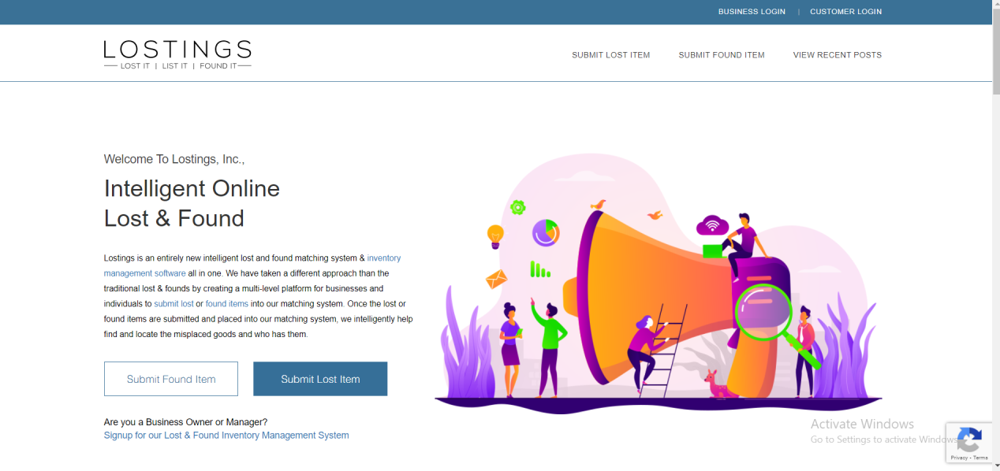 BUSINESS LOGIN | CUSTOMER LOGIN
LOSTINGS
LOST IT | LIST IT | FOUND IT
SUBMIT LOST ITEM SUBMIT FOUND ITEM VIEW RECENT POSTS
Welcome To Lostings, Inc.,
Intelligent Online
Lost & Found
Lostings is an entirely new intelligent lost and found matching system & inventory
management software all in one. We have taken a different approach than the
traditional lost & founds by creating a multi-level platform for businesses and
individuals to submit lost or found items into our matching system. Once the lost or
found items are submitted and placed into our matching system, we intelligently help
find and locate the misplaced goods and who has them.
Submit Found Item Submit Lost Item
Are you a Business Owner or Manager?
Signup for our Lost & Found Inventory Management System
Activate Windows
Go to Settings to activate Windows
Privacy - Terms